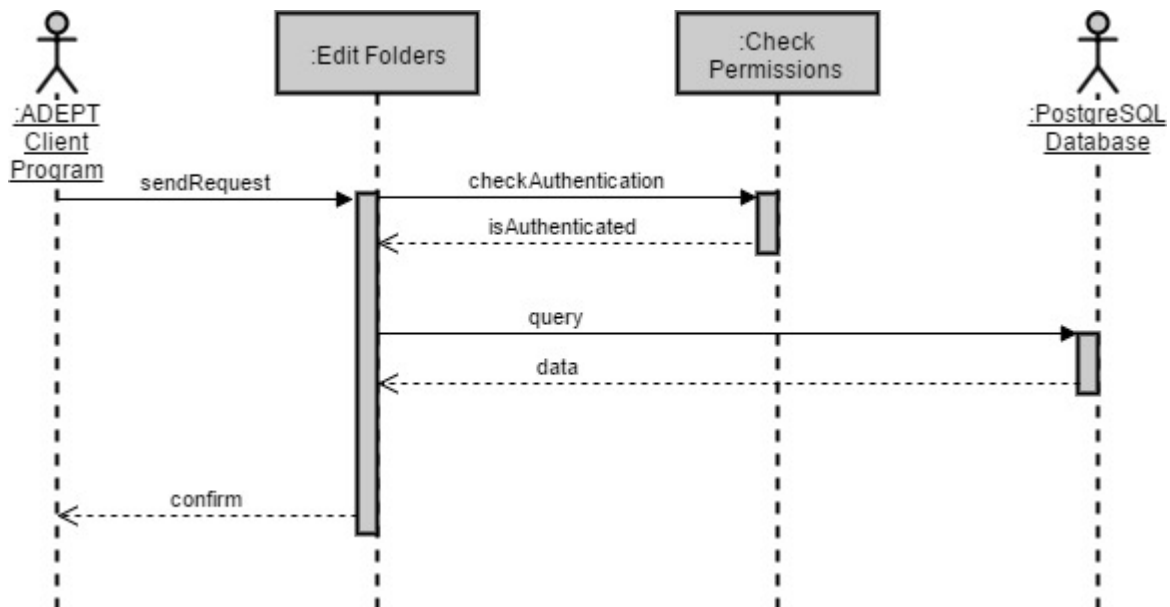 :Edit Folders
:Check
Permissions
:ADEPT
Client
Program
:PostgreSQL
Database
sendRequest
checkAuthentication
isAuthenticated
query
data
confirm